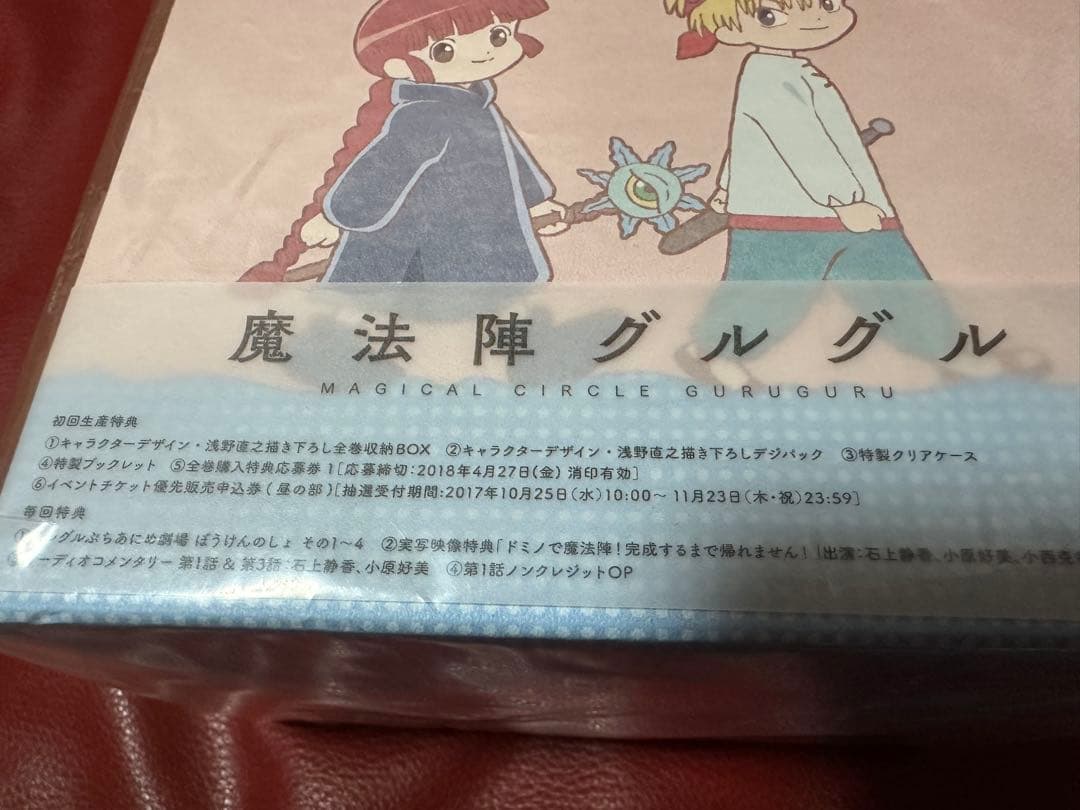 魔法陣グルグル
MAGICAL CIRCLE GURUGURU
初回生産特典
①キャラクターデザイン・浅野直之描き下ろし全巻収納BOX ②キャラクターデザイン・浅野直之描き下ろしデジパック ③特製クリアケース
④特製ブックレット ⑤全巻購入特典応募券1[応募締切:2018年4月27日(金) 消印有効]
⑥イベントチケット優先販売申込券(昼の部)[抽選受付期間:2017年10月25日(水)10:00〜11月23日(木・祝)23:59]
毎回特典
グルぷちあにめ劇場 ぼうけんのしょ その1〜4 ②実写映像特典「ドミノで魔法陣!完成するまで帰れません!」出演:石上静香、小原好美、小西克
ーディオコメンタリー 第1話&第3話:石上静香、小原好美 ④第1話ノンクレジットOP